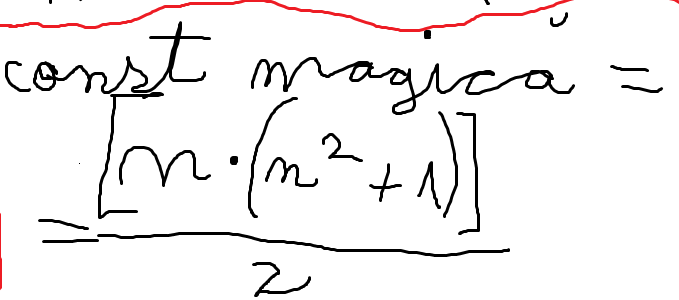 const magică =
= [n · (n² + 1)] / 2